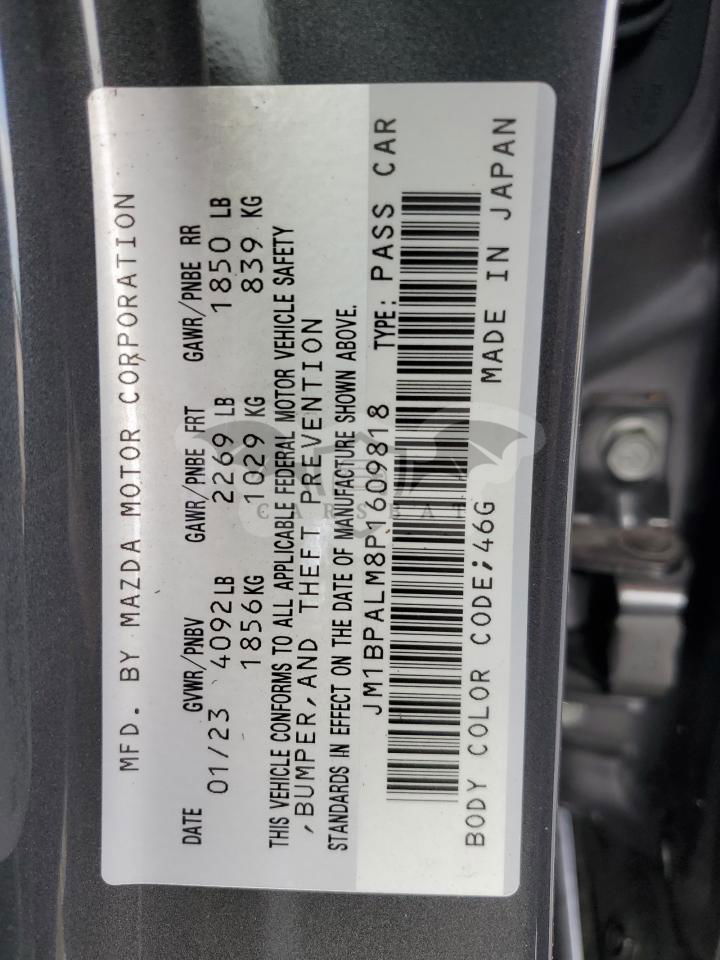 MFD. BY MAZDA MOTOR CORPORATION
DATE GVWR/PNBV GAWR/PNBE FRT GAWR/PNBE RR
01/23 4092LB 2269 LB 1850 LB
1856KG 1029 KG 839 KG
THIS VEHICLE CONFORMS TO ALL APPLICABLE FEDERAL MOTOR VEHICLE SAFETY
,BUMPER,AND THEFT PREVENTION
STANDARDS IN EFFECT ON THE DATE OF MANUFACTURE SHOWN ABOVE.
JM1BPALM8P1609818 TYPE: PASS CAR
BODY COLOR CODE;46G MADE IN JAPAN
CARSBAT